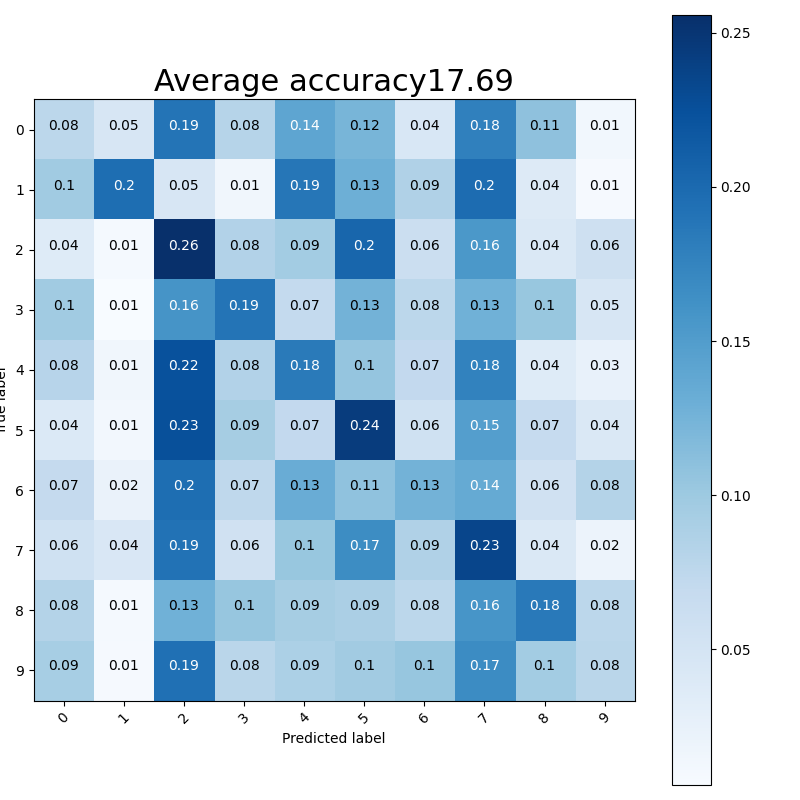 Average accuracy17.69
0 0.08 0.05 0.19 0.08 0.14 0.12 0.04 0.18 0.11 0.01
1 0.1 0.2 0.05 0.01 0.19 0.13 0.09 0.2 0.04 0.01
2 0.04 0.01 0.26 0.08 0.09 0.2 0.06 0.16 0.04 0.06
3 0.1 0.01 0.16 0.19 0.07 0.13 0.08 0.13 0.1 0.05
4 0.08 0.01 0.22 0.08 0.18 0.1 0.07 0.18 0.04 0.03
5 0.04 0.01 0.23 0.09 0.07 0.24 0.06 0.15 0.07 0.04
6 0.07 0.02 0.2 0.07 0.13 0.11 0.13 0.14 0.06 0.08
7 0.06 0.04 0.19 0.06 0.1 0.17 0.09 0.23 0.04 0.02
8 0.08 0.01 0.13 0.1 0.09 0.09 0.08 0.16 0.18 0.08
9 0.09 0.01 0.19 0.08 0.09 0.1 0.1 0.17 0.1 0.08
0 1 2 3 4 5 6 7 8 9
Predicted label
True label
0.25
0.20
0.15
0.10
0.05